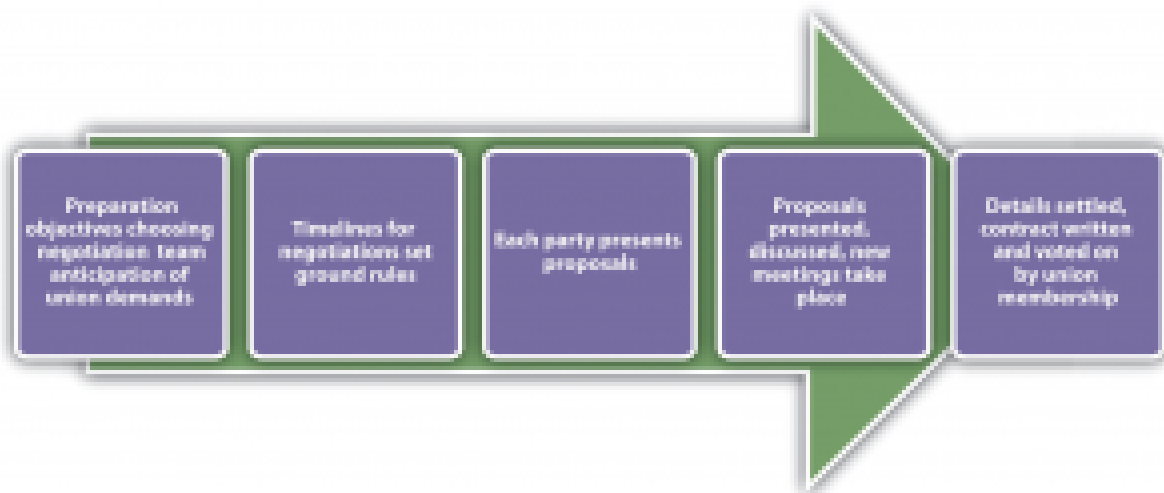 Preparation
objectives choosing
negotiation team
anticipation of
union demands
Timelines for
negotiations set
ground rules
Each party presents
proposals
Proposals
presented,
discussed, new
meetings take
place
Details settled,
contract written
and voted on
by union
membership